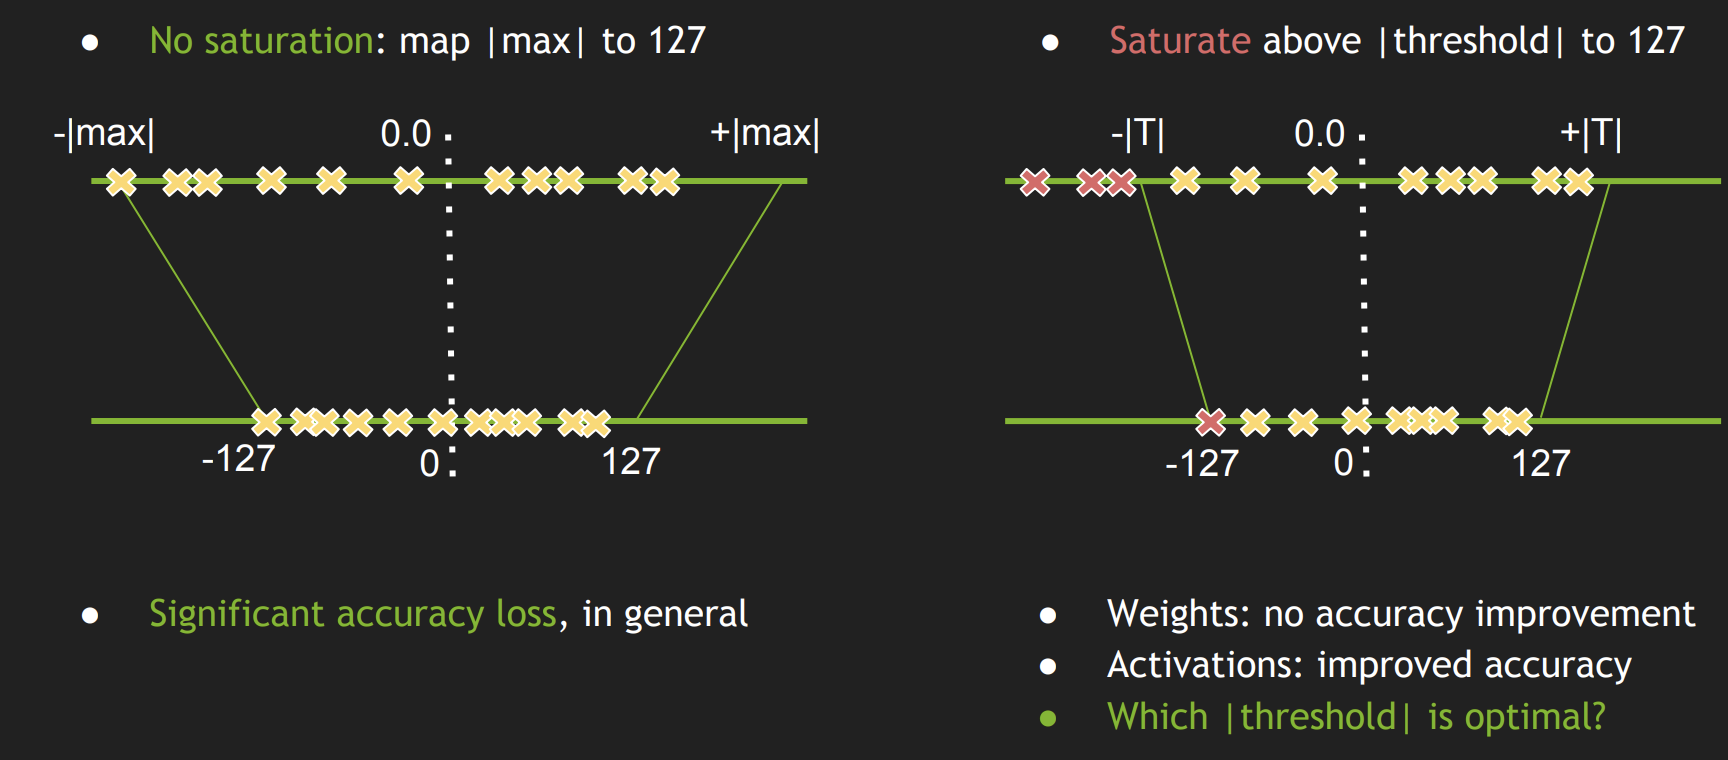 ● No saturation: map |max| to 127
-|max| 0.0 +|max|
-127 0 127
● Significant accuracy loss, in general
● Saturate above |threshold| to 127
-|T| 0.0 +|T|
-127 0 127
● Weights: no accuracy improvement
● Activations: improved accuracy
● Which |threshold| is optimal?